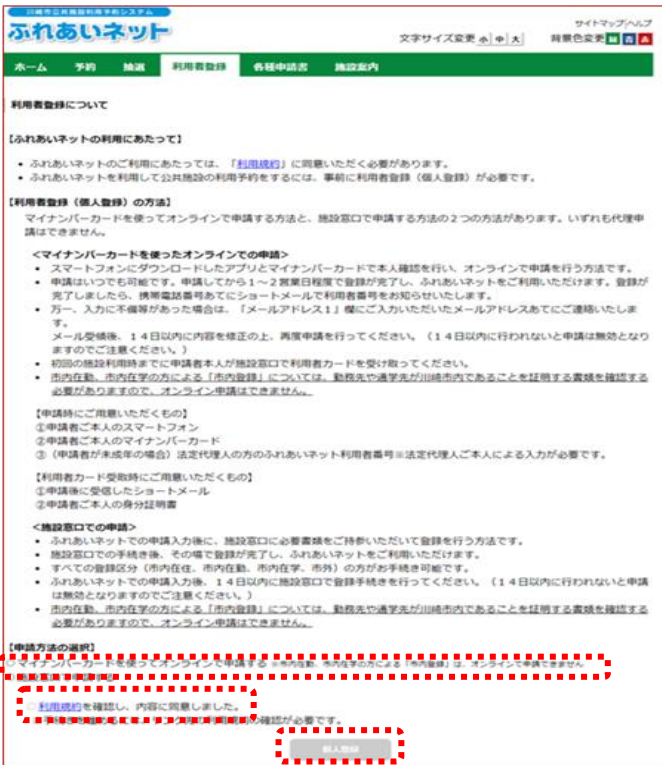 川崎市公共施設利用予約システム
ふれあいネット
サイトマップ|ヘルプ
文字サイズ変更 小 中 大 背景色変更 緑 青 赤
ホーム 予約 抽選 利用者登録 各種申請書 施設案内
利用者登録について
【ふれあいネットの利用にあたって】
• ふれあいネットのご利用にあたっては、「利用規約」に同意いただく必要があります。
• ふれあいネットを利用して公共施設の利用予約をするには、事前に利用者登録（個人登録）が必要です。
【利用者登録（個人登録）の方法】
マイナンバーカードを使ってオンラインで申請する方法と、施設窓口で申請する方法の２つの方法があります。いずれも代理申
請はできません。
＜マイナンバーカードを使ったオンラインでの申請＞
• スマートフォンにダウンロードしたアプリとマイナンバーカードで本人確認を行い、オンラインで申請を行う方法です。
• 申請はいつでも可能です。申請してから１～２営業日程度で登録が完了し、ふれあいネットをご利用いただけます。登録が
完了しましたら、携帯電話番号あてにショートメールで利用者番号をお知らせいたします。
• 万一、入力に不備等があった場合は、「メールアドレス１」欄にご入力いただいたメールアドレスあてにご連絡いたしま
す。
メール受領後、１４日以内に内容を修正の上、再度申請を行ってください。（１４日以内に行われないと申請は無効となり
ますのでご注意ください。）
• 初回の施設利用時までに申請者本人が施設窓口で利用者カードを受け取ってください。
• 市内在勤、市内在学の方による「市内登録」については、勤務先や通学先が川崎市内であることを証明する書類を確認する
必要がありますので、オンライン申請はできません。
【申請時にご用意いただくもの】
①申請者ご本人のスマートフォン
②申請者ご本人のマイナンバーカード
③（申請者が未成年の場合）法定代理人の方のふれあいネット利用者番号※法定代理人ご本人による入力が必要です。
【利用者カード受取時にご用意いただくもの】
①申請後に受信したショートメール
②申請者ご本人の身分証明書
＜施設窓口での申請＞
• ふれあいネットでの申請入力後に、施設窓口に必要書類をご持参いただいて登録を行う方法です。
• 施設窓口での手続き後、その場で登録が完了し、ふれあいネットをご利用いただけます。
• すべての登録区分（市内在住、市内在勤、市内在学、市外）の方がお手続き可能です。
• ふれあいネットでの申請入力後、１４日以内に施設窓口で登録手続きを行ってください。（１４日以内に行われないと申請
は無効となりますのでご注意ください。）
• 市内在勤、市内在学の方による「市内登録」については、勤務先や通学先が川崎市内であることを証明する書類を確認する
必要がありますので、オンライン申請はできません。
【申請方法の選択】
マイナンバーカードを使ってオンラインで申請する ※市内在勤、市内在学の方による「市内登録」は、オンラインで申請できません
施設窓口で申請する
利用規約を確認し、内容に同意しました。
の確認が必要です。
個人登録